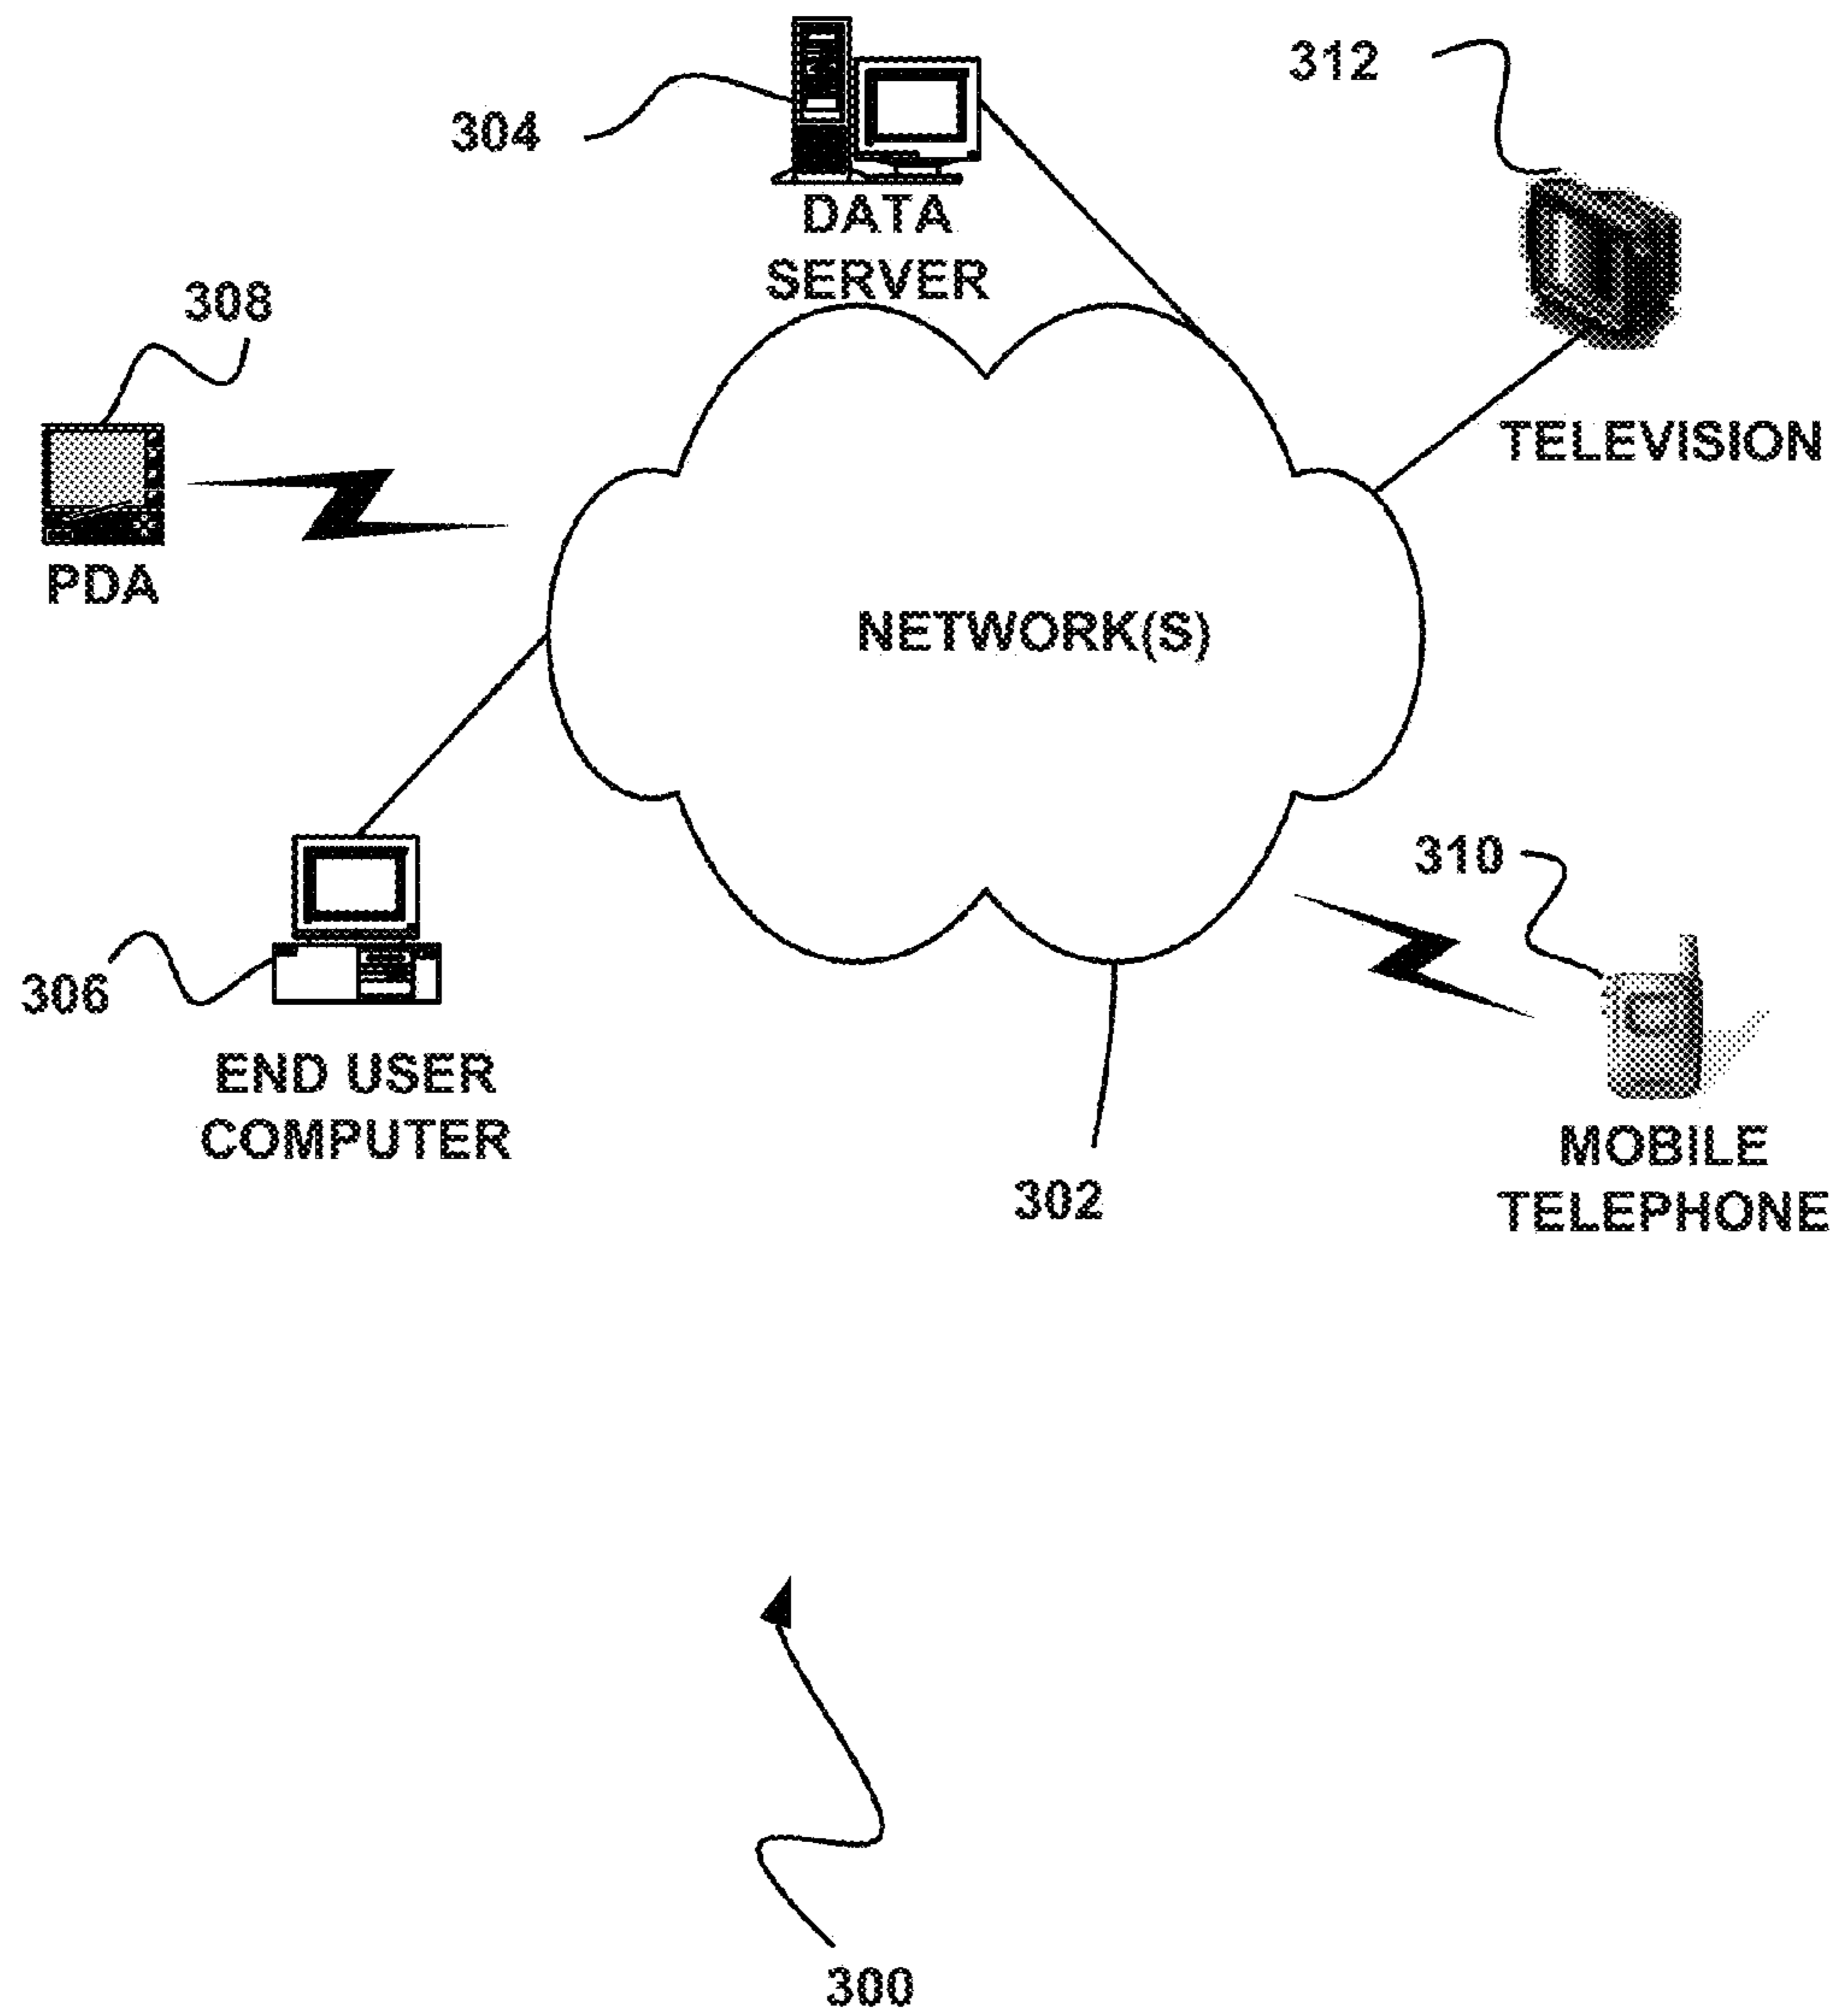 312
304
DATA
SERVER
308
TELEVISION
PDA
NETWORK(S)
310
306
END USER
COMPUTER
MOBILE
TELEPHONE
302
300